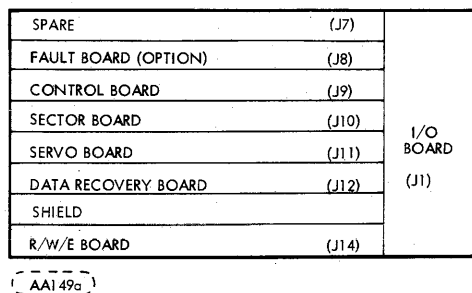 SPARE (J7)
FAULT BOARD (OPTION) (J8)
CONTROL BOARD (J9)
SECTOR BOARD (J10)
SERVO BOARD (J11)
DATA RECOVERY BOARD (J12)
SHIELD
R/W/E BOARD (J14)
I/O
BOARD
(J1)
AA149a